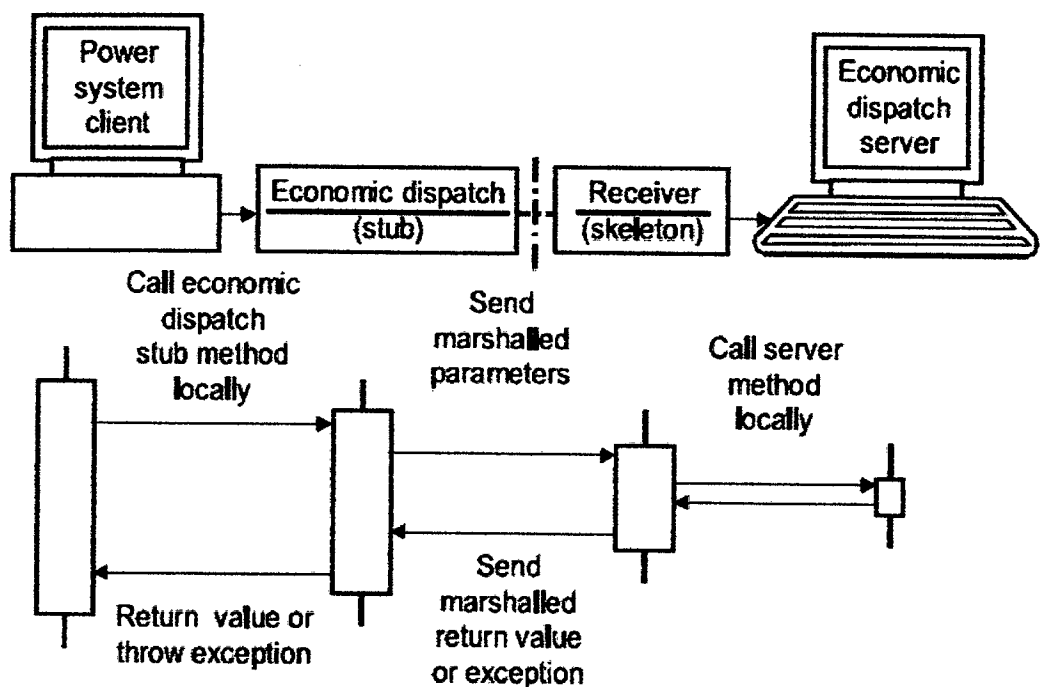 Power
system
client
Economic
dispatch
server
Economic dispatch
(stub)
Receiver
(skeleton)
Call economic
dispatch
stub method
locally
Send
marshalled
parameters
Call server
method
locally
Return value or
throw exception
Send
marshalled
return value
or exception